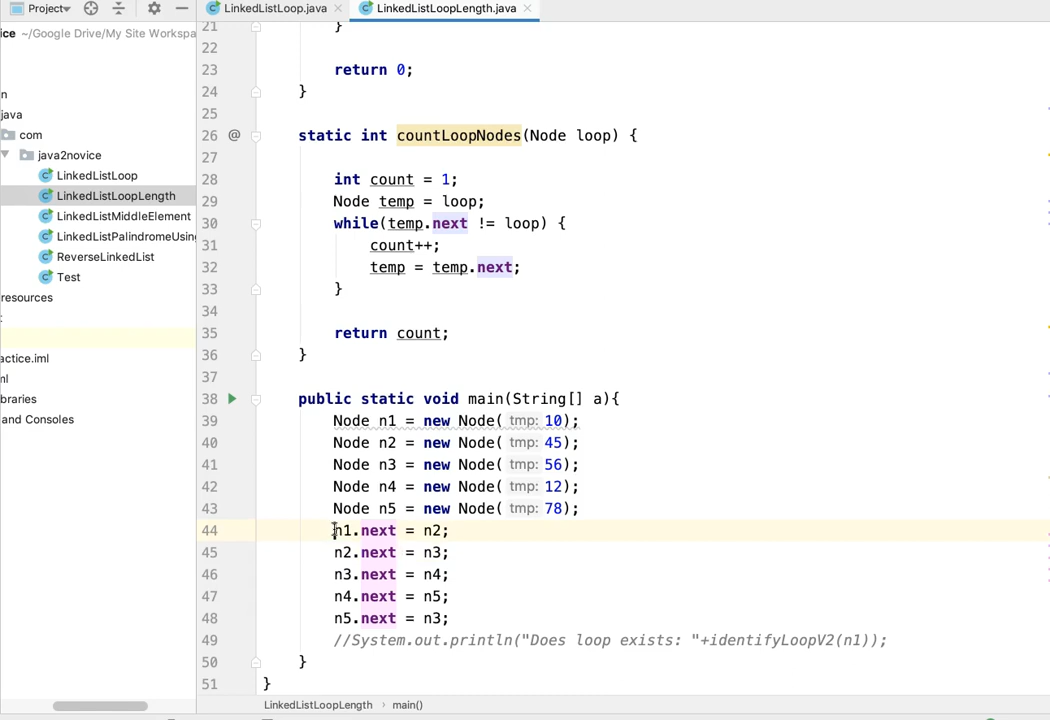 Project
LinkedListLoop.java
LinkedListLoopLength.java
ice ~/Google Drive/My Site Workspa
n
java
com
java2novice
LinkedListLoop
LinkedListLoopLength
LinkedListMiddleElement
LinkedListPalindromeUsing
ReverseLinkedList
Test
resources
t
actice.iml
ml
braries
and Consoles
21 }
22
23 return 0;
24 }
25
26 @ static int countLoopNodes(Node loop) {
27
28 int count = 1;
29 Node temp = loop;
30 while(temp.next != loop) {
31 count++;
32 temp = temp.next;
33 }
34
35 return count;
36 }
37
38 public static void main(String[] a){
39 Node n1 = new Node( tmp: 10);
40 Node n2 = new Node( tmp: 45);
41 Node n3 = new Node( tmp: 56);
42 Node n4 = new Node( tmp: 12);
43 Node n5 = new Node( tmp: 78);
44 n1.next = n2;
45 n2.next = n3;
46 n3.next = n4;
47 n4.next = n5;
48 n5.next = n3;
49 //System.out.println("Does loop exists: "+identifyLoopV2(n1));
50 }
51 }
LinkedListLoopLength › main()